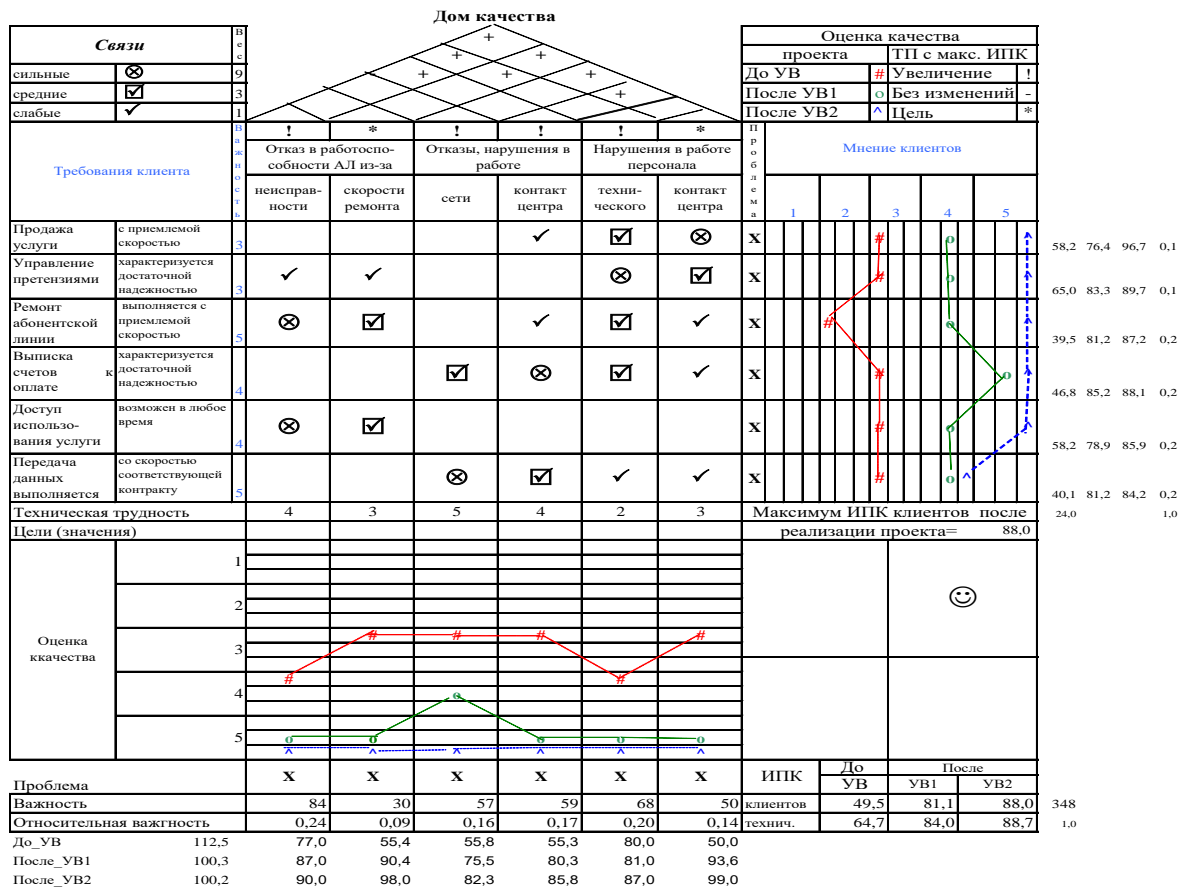 Дом качества
Связи
Вес
сильные 9
средние 3
слабые 1
+
+ +
+ + +
+
Оценка качества
проекта ТП с макс. ИПК
До УВ # Увеличение !
После УВ1 o Без изменений -
После УВ2 ^ Цель *
Требования клиента
Важность
! * ! ! ! *
Отказ в работоспо-
собности АЛ из-за
Отказы, нарушения в
работе
Нарушения в работе
персонала
неисправ-
ности
скорости
ремонта
сети
контакт
центра
техни-
ческого
контакт
центра
Проблема
Мнение клиентов
1 2 3 4 5
Продажа
услуги
с приемлемой
скоростью
3 X # o ^ 58,2 76,4 96,7 0,1
Управление
претензиями
характеризуется
достаточной
надежностью
3 X # o ^ 65,0 83,3 89,7 0,1
Ремонт
абонентской
линии
выполняется с
приемлемой
скоростью
5 X # o ^ 39,5 81,2 87,2 0,2
Выписка
счетов к
оплате
характеризуется
достаточной
надежностью
4 X # o ^ 46,8 85,2 88,1 0,2
Доступ
использо-
вания услуги
возможен в любое
время
4 X # o ^ 58,2 78,9 85,9 0,2
Передача
данных
выполняется
со скоростью
соответствующей
контракту
5 X # o ^ 40,1 81,2 84,2 0,2
Техническая трудность 4 3 5 4 2 3 Максимум ИПК клиентов после 24,0 1,0
Цели (значения) реализации проекта= 88,0
Оценка
ккачества
1
2
3
4
5
# # # # # #
o o o o o o
^ ^ ^ ^ ^ ^
Проблема X X X X X X
ИПК До УВ После УВ1 УВ2
Важность 84 30 57 59 68 50 клиентов 49,5 81,1 88,0 348
Относительная важгность 0,24 0,09 0,16 0,17 0,20 0,14 технич. 64,7 84,0 88,7 1,0
До_УВ 112,5 77,0 55,4 55,8 55,3 80,0 50,0
После_УВ1 100,3 87,0 90,4 75,5 80,3 81,0 93,6
После_УВ2 100,2 90,0 98,0 82,3 85,8 87,0 99,0